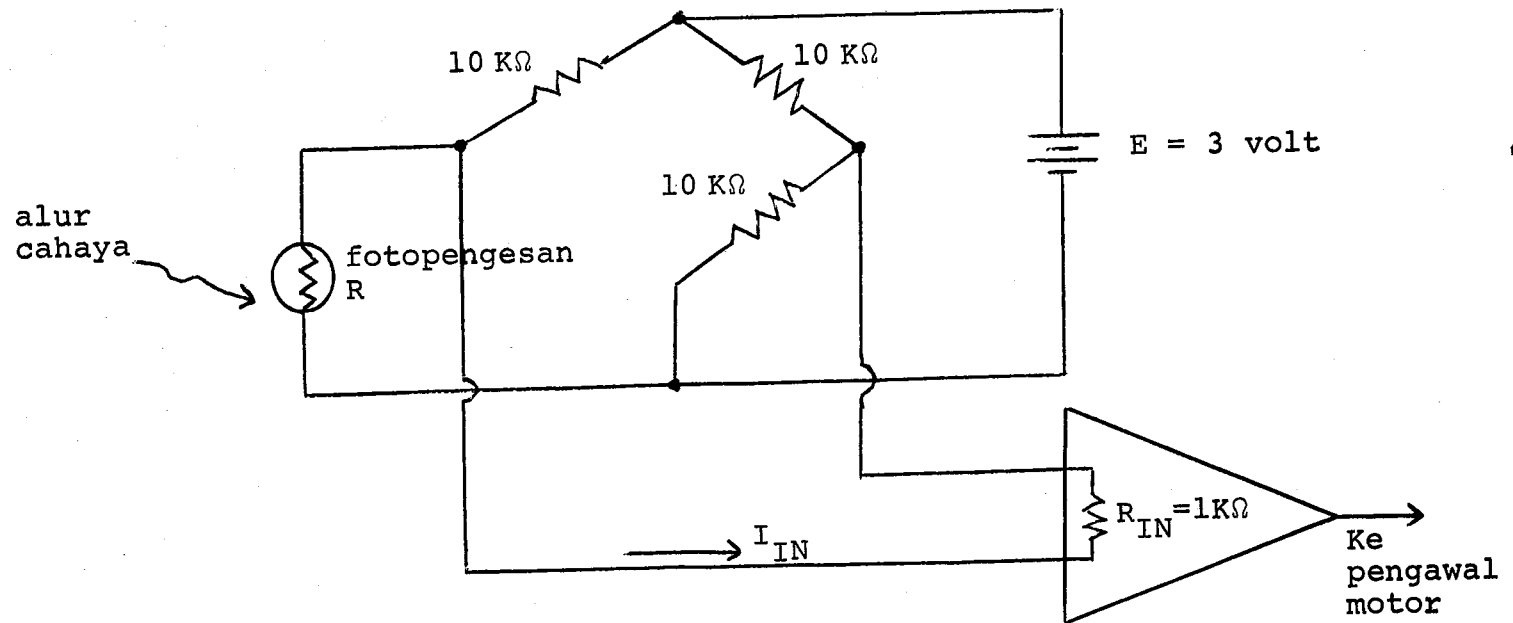 10 KΩ
10 KΩ
E = 3 volt
10 KΩ
alur
cahaya
fotopengesan
R
R_IN=1KΩ
I_IN
Ke
pengawal
motor